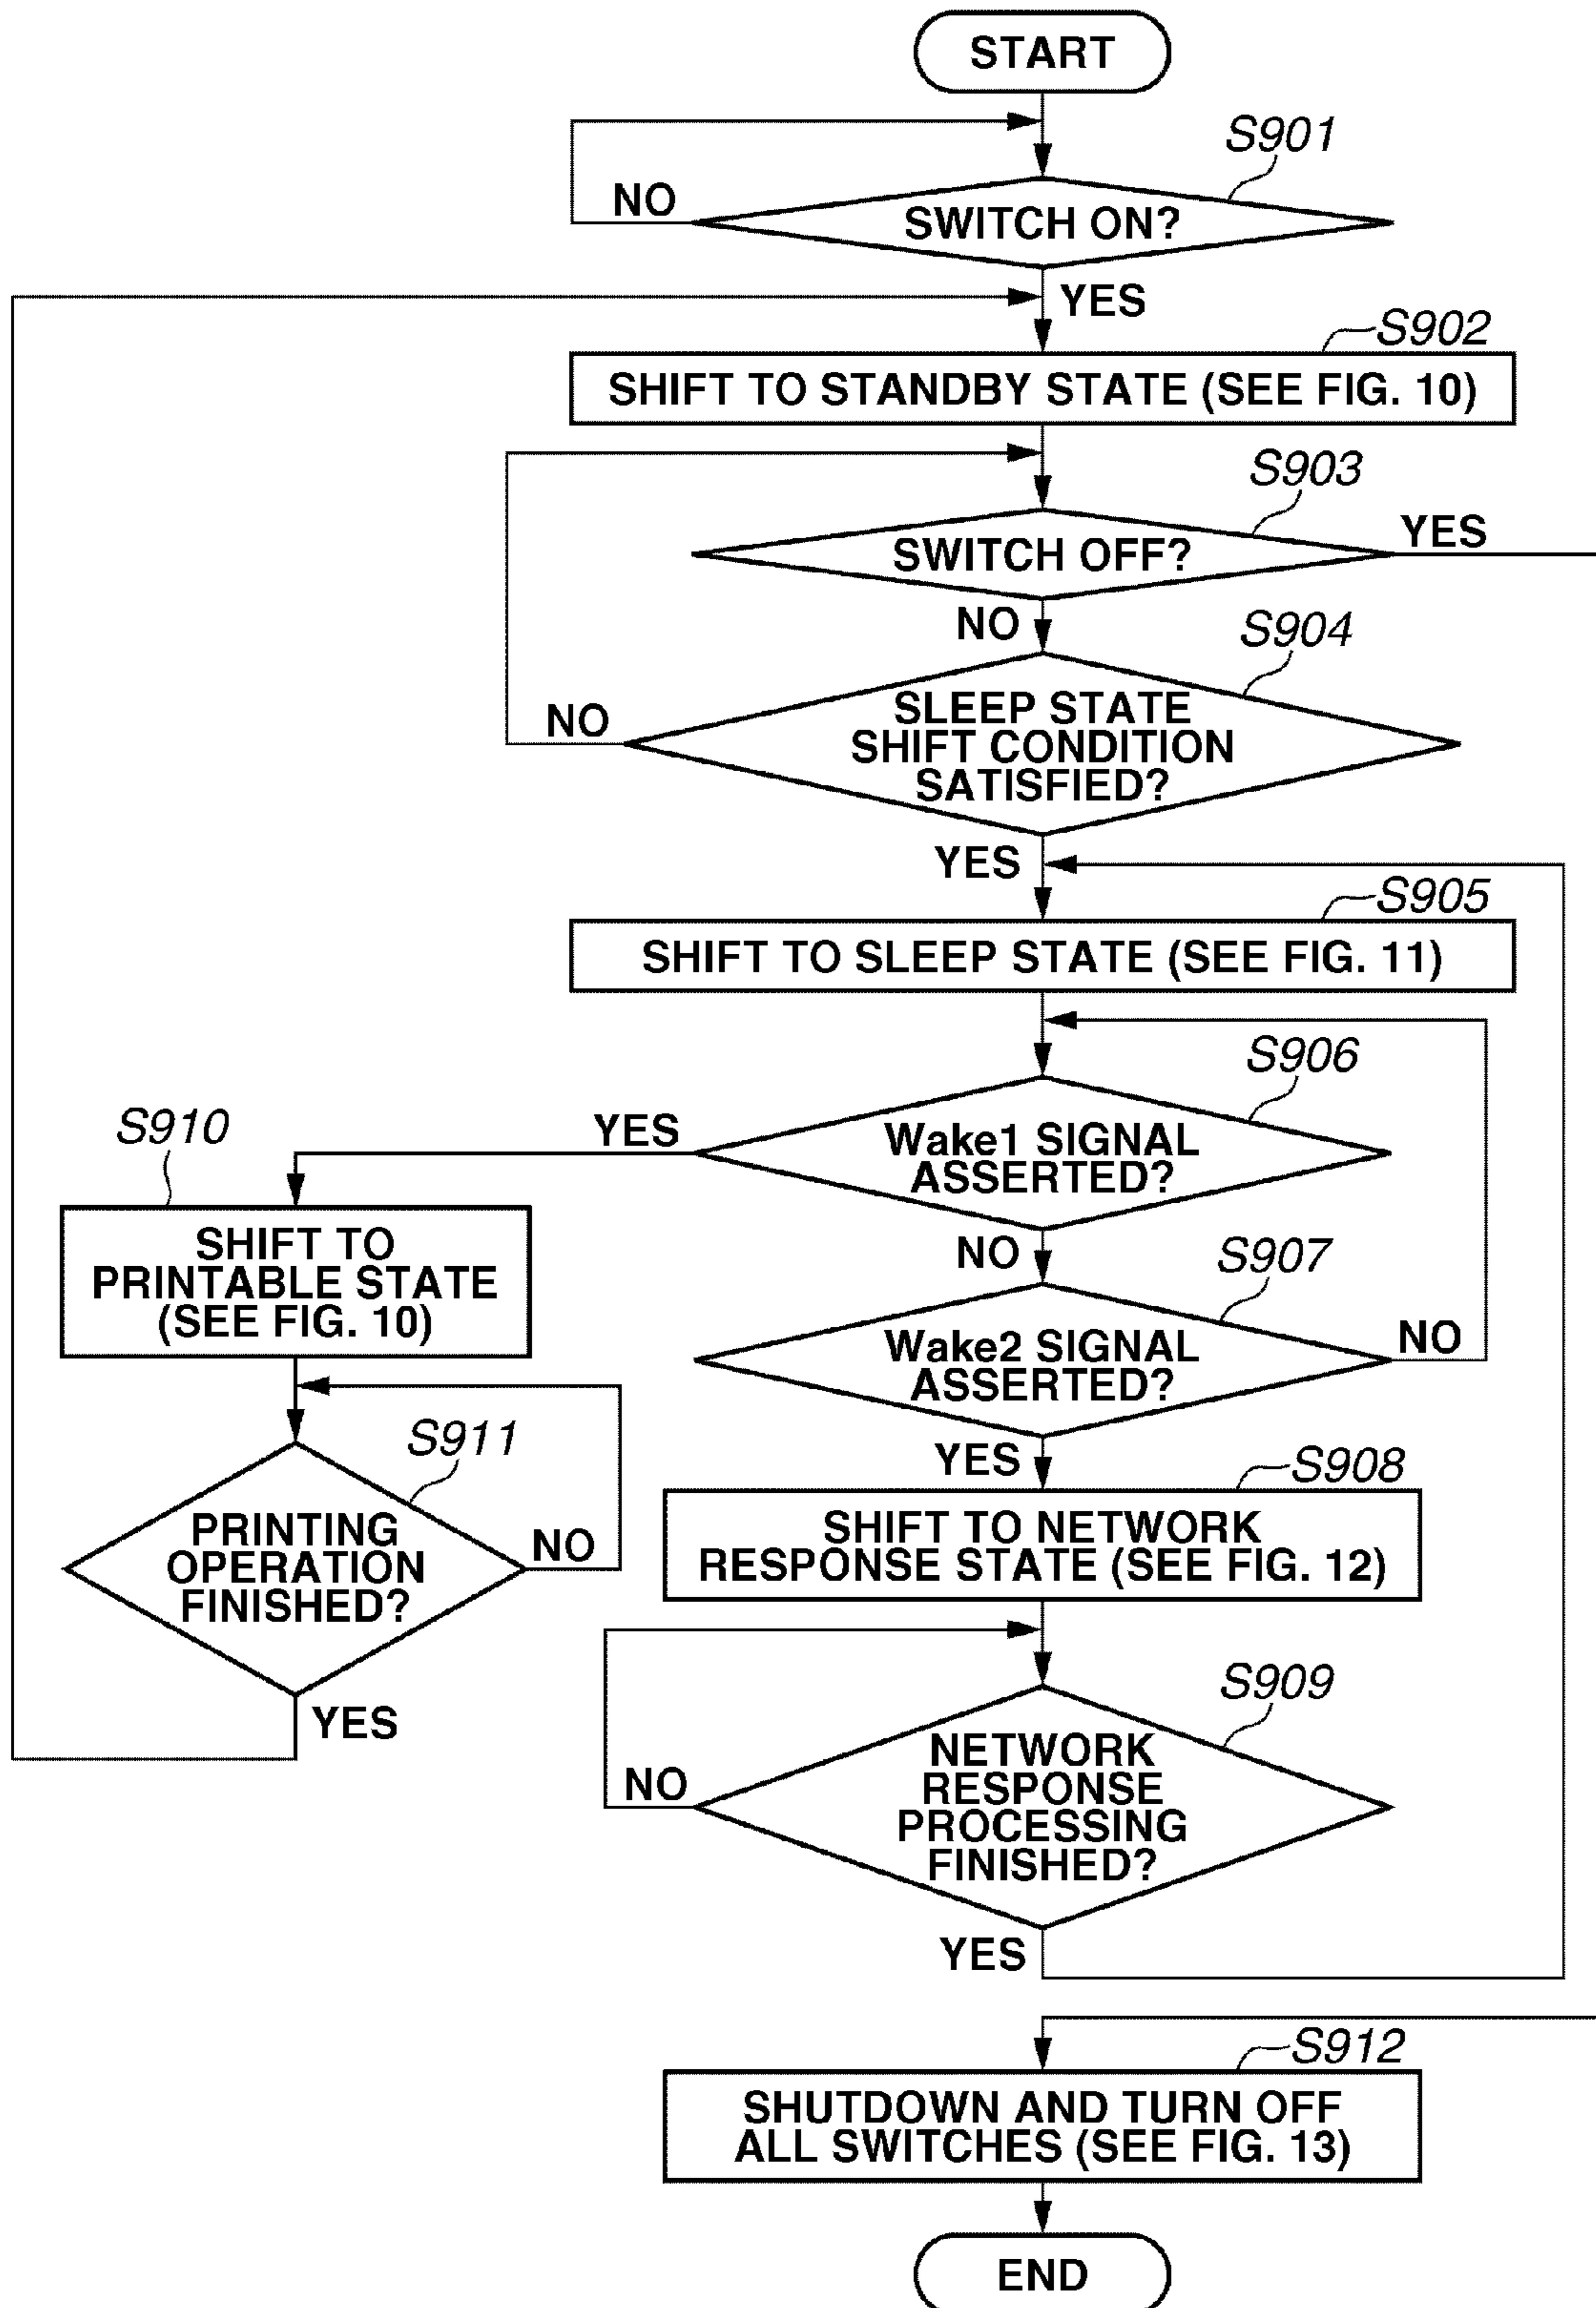 START
S901
NO
SWITCH ON?
YES
S902
SHIFT TO STANDBY STATE (SEE FIG. 10)
S903
SWITCH OFF?
YES
NO
S904
SLEEP STATE
SHIFT CONDITION
SATISFIED?
NO
YES
S905
SHIFT TO SLEEP STATE (SEE FIG. 11)
S906
Wake1 SIGNAL
ASSERTED?
YES
S910
SHIFT TO
PRINTABLE STATE
(SEE FIG. 10)
NO
S907
Wake2 SIGNAL
ASSERTED?
NO
S911
PRINTING
OPERATION
FINISHED?
NO
YES
YES
S908
SHIFT TO NETWORK
RESPONSE STATE (SEE FIG. 12)
S909
NETWORK
RESPONSE
PROCESSING
FINISHED?
NO
YES
S912
SHUTDOWN AND TURN OFF
ALL SWITCHES (SEE FIG. 13)
END